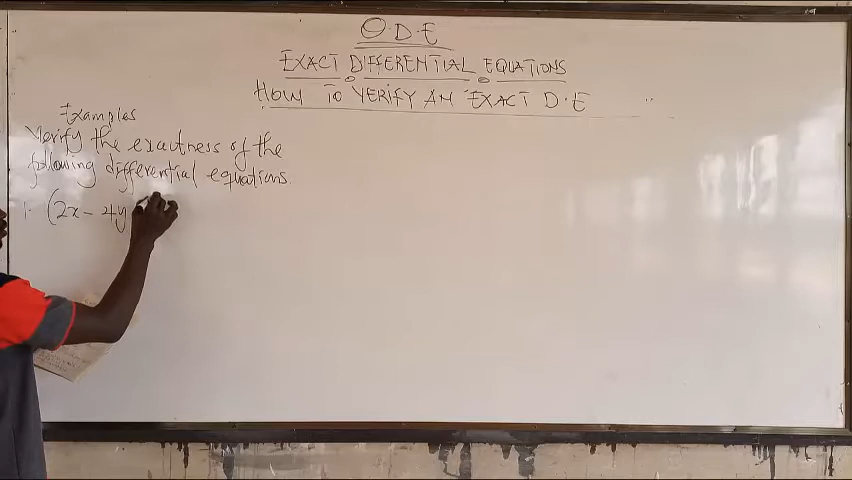 O.D.E
EXACT DIFFERENTIAL EQUATIONS
HOW TO VERIFY AN EXACT D.E
Examples
Verify the exactness of the
following differential equations.
1. (2x - 4y